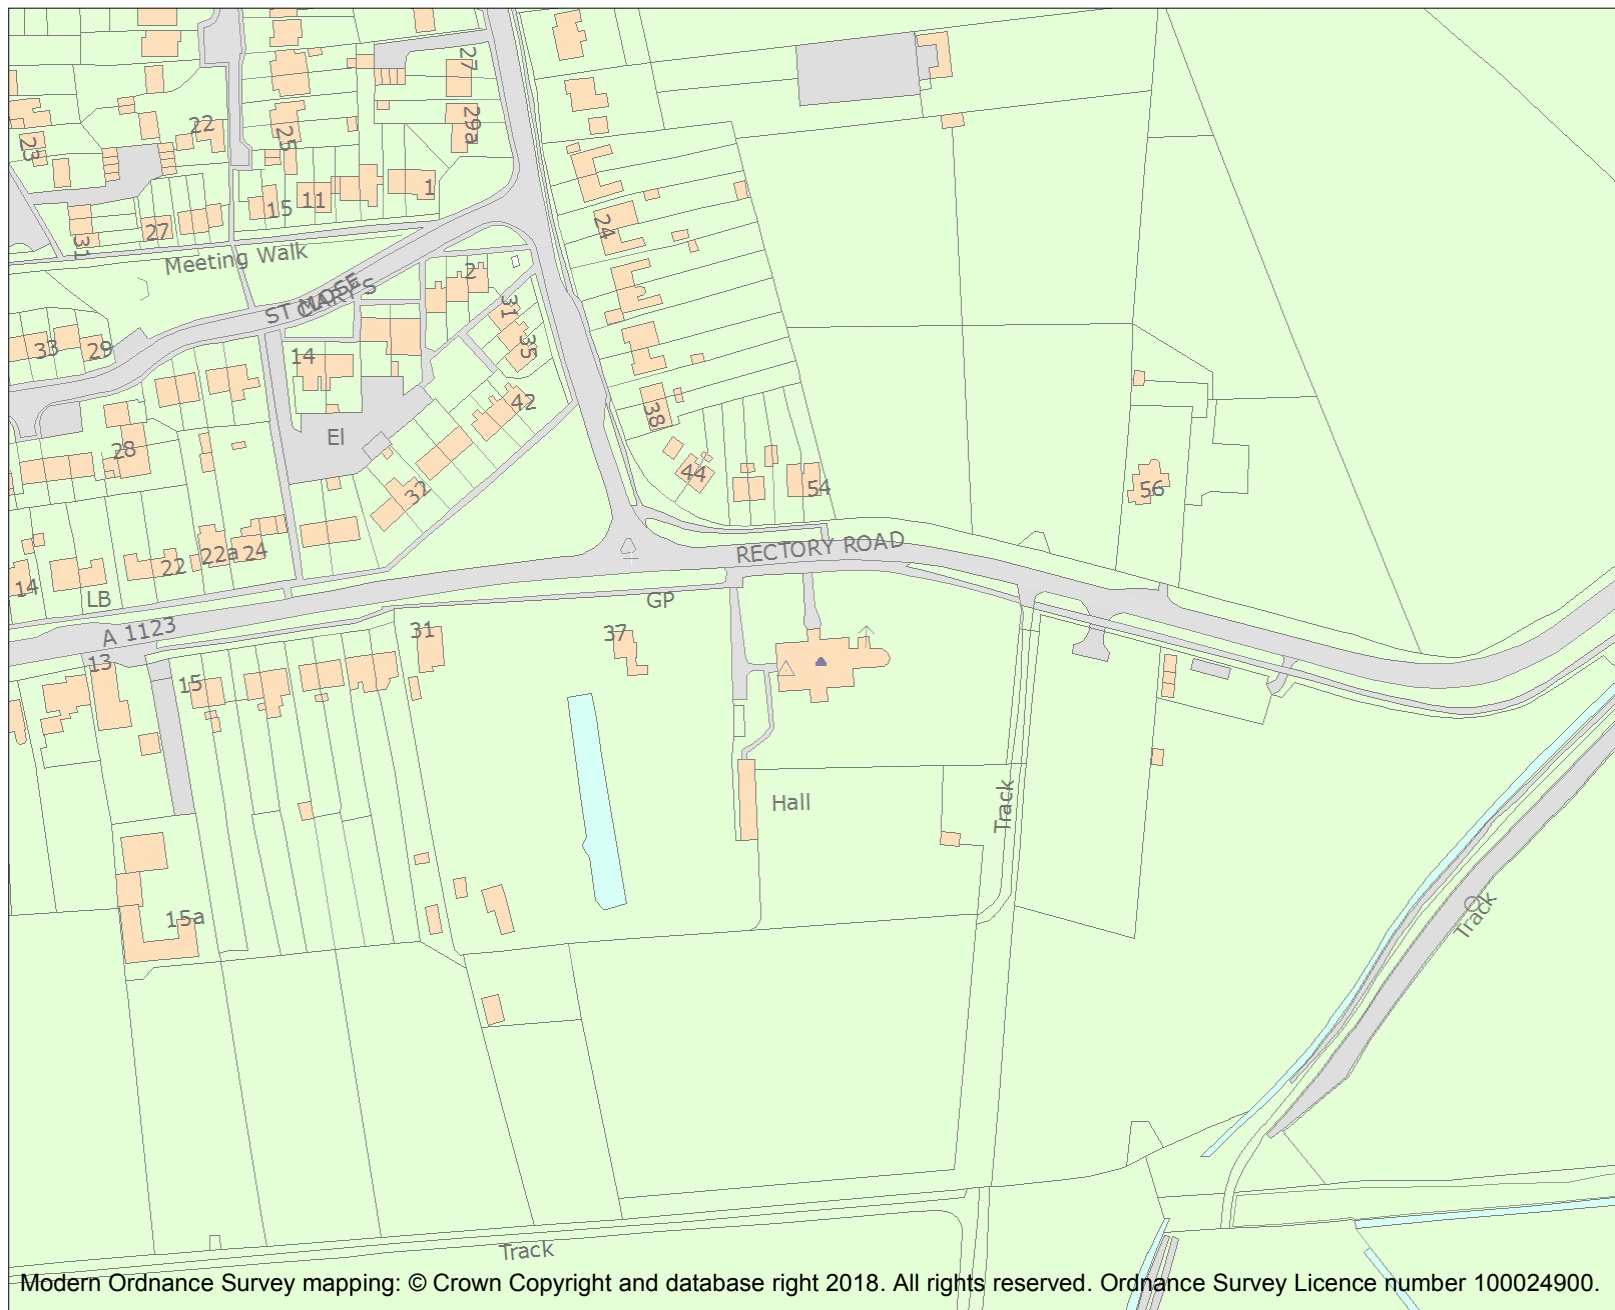 27
22
29a
23
25
1
11
15
24
27
31
Meeting Walk
2
ST MARY'S
CLOSE
31
33
29
35
14
42
38
El
28
44
54
32
56
22a
24
22
RECTORY ROAD
14
LB
GP
A 1123
31
37
13
15
Hall
Track
15a
Track
Track
Modern Ordnance Survey mapping: © Crown Copyright and database right 2018. All rights reserved. Ordnance Survey Licence number 100024900.